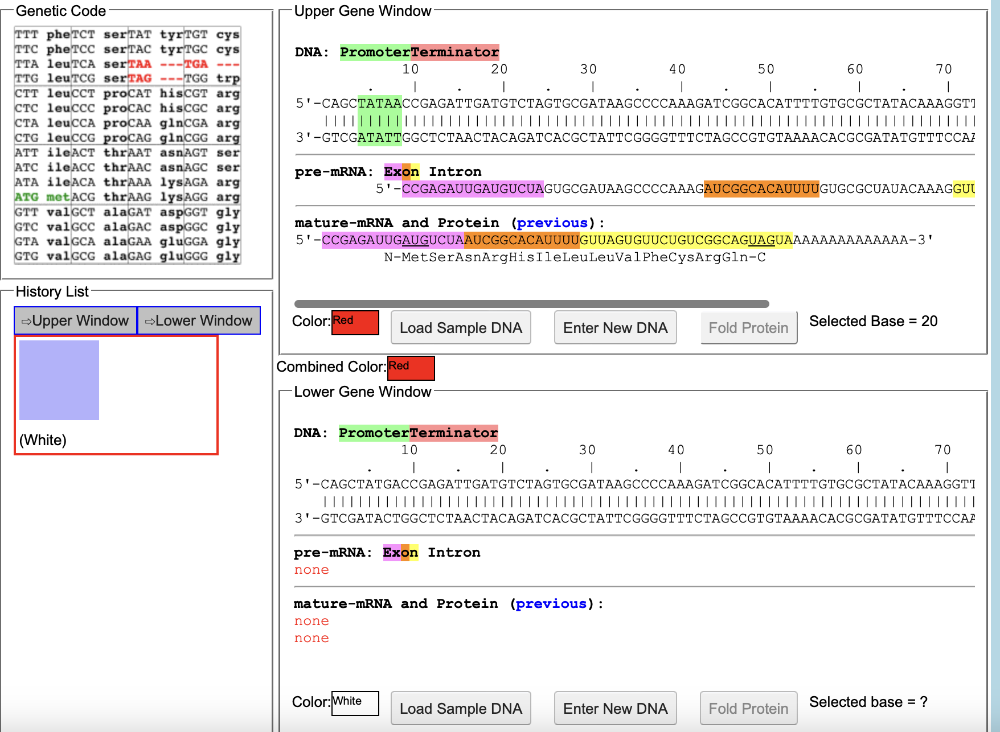 Genetic Code
TTT phe TCT ser TAT tyr TGT cys
TTC phe TCC ser TAC tyr TGC cys
TTA leu TCA ser TAA --- TGA ---
TTG leu TCG ser TAG --- TGG trp
CTT leu CCT pro CAT his CGT arg
CTC leu CCC pro CAC his CGC arg
CTA leu CCA pro CAA gln CGA arg
CTG leu CCG pro CAG gln CGG arg
ATT ile ACT thr AAT asn AGT ser
ATC ile ACC thr AAC asn AGC ser
ATA ile ACA thr AAA lys AGA arg
ATG met ACG thr AAG lys AGG arg
GTT val GCT ala GAT asp GGT gly
GTC val GCC ala GAC asp GGC gly
GTA val GCA ala GAA glu GGA gly
GTG val GCG ala GAG glu GGG gly
History List
⇨Upper Window ⇨Lower Window
(White)
Upper Gene Window
DNA: PromoterTerminator
10 20 30 40 50 60 70
5'-CAGCTATAACCGAGATTGATGTCTAGTGCGATAAGCCCCAAAGATCGGCACATTTTGTGCGCTATACAAAGGTT
3'-GTCGATATTGGCTCTAACTACAGATCACGCTATTCGGGGTTTCTAGCCGTGTAAAACACGCGATATGTTTCCAA
pre-mRNA: Exon Intron
5'-CCGAGAUUGAUGUCUAGUGCGAUAAGCCCCAAAGAUCGGCACAUUUUGUGCGCUAUACAAAGGUU
mature-mRNA and Protein (previous):
5'-CCGAGAUUGAUGUCUAAUCGGCACAUUUUGUUAGUGUUCUGUCGGCAGUAGUAAAAAAAAAAAAAA-3'
N-MetSerAsnArgHisIleLeuLeuValPheCysArgGln-C
Color: Red Load Sample DNA Enter New DNA Fold Protein Selected Base = 20
Combined Color: Red
Lower Gene Window
DNA: PromoterTerminator
10 20 30 40 50 60 70
5'-CAGCTATGACCGAGATTGATGTCTAGTGCGATAAGCCCCAAAGATCGGCACATTTTGTGCGCTATACAAAGGTT
3'-GTCGATACTGGCTCTAACTACAGATCACGCTATTCGGGGTTTCTAGCCGTGTAAAACACGCGATATGTTTCCAA
pre-mRNA: Exon Intron
none
mature-mRNA and Protein (previous):
none
none
Color: White Load Sample DNA Enter New DNA Fold Protein Selected base = ?